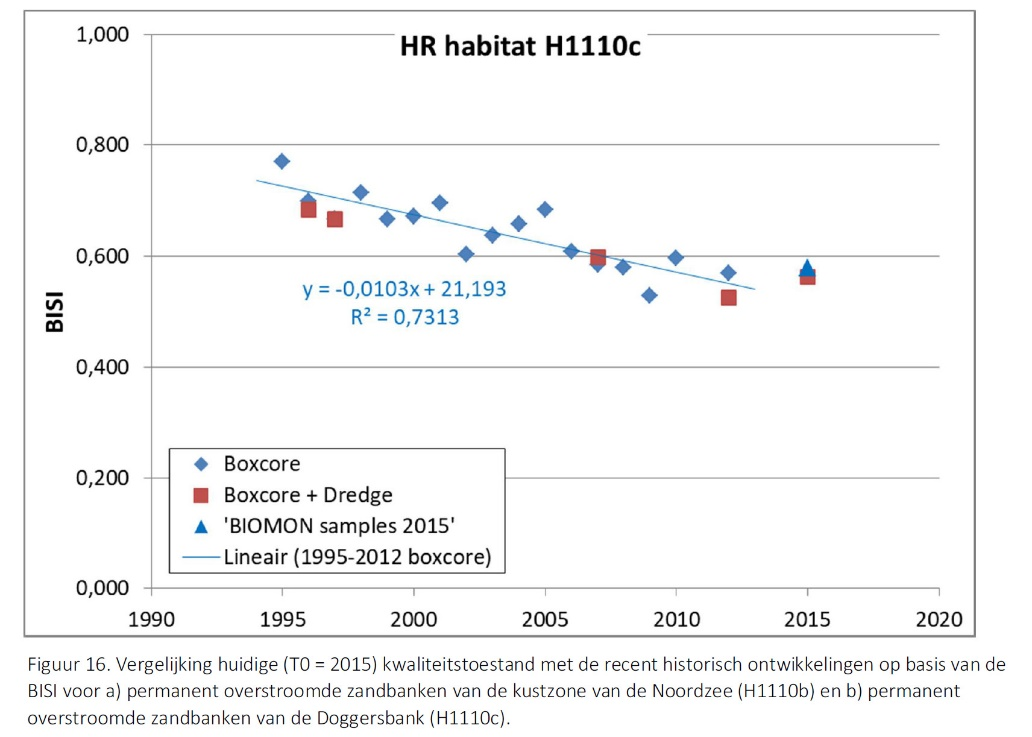 HR habitat H1110c
1,000
0,800
0,600
0,400
0,200
0,000
BISI
y = -0,0103x + 21,193
R² = 0,7313
Boxcore
Boxcore + Dredge
'BIOMON samples 2015'
Lineair (1995-2012 boxcore)
1990 1995 2000 2005 2010 2015 2020
Figuur 16. Vergelijking huidige (T0 = 2015) kwaliteitstoestand met de recent historisch ontwikkelingen op basis van de
BISI voor a) permanent overstroomde zandbanken van de kustzone van de Noordzee (H1110b) en b) permanent
overstroomde zandbanken van de Doggersbank (H1110c).